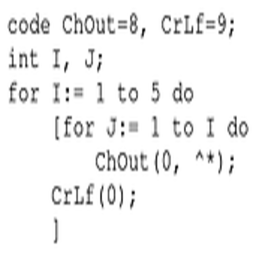 code ChOut=8, CrLf=9;
int I, J;
for I:= 1 to 5 do
    [for J:= 1 to I do
        ChOut(0, ^*);
    CrLf(0);
    ]